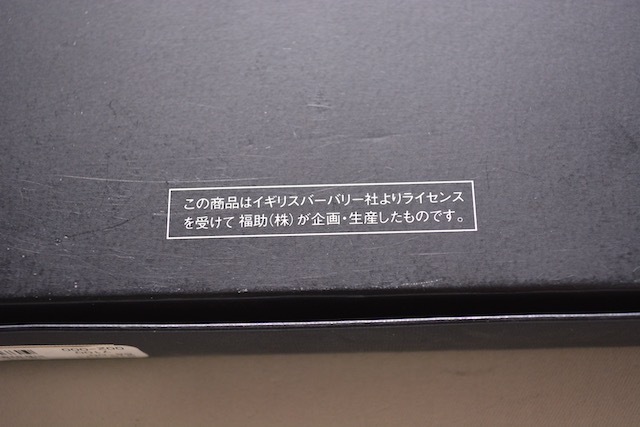 この商品はイギリスバーバリー社よりライセンス
を受けて 福助(株)が企画・生産したものです。
002-000